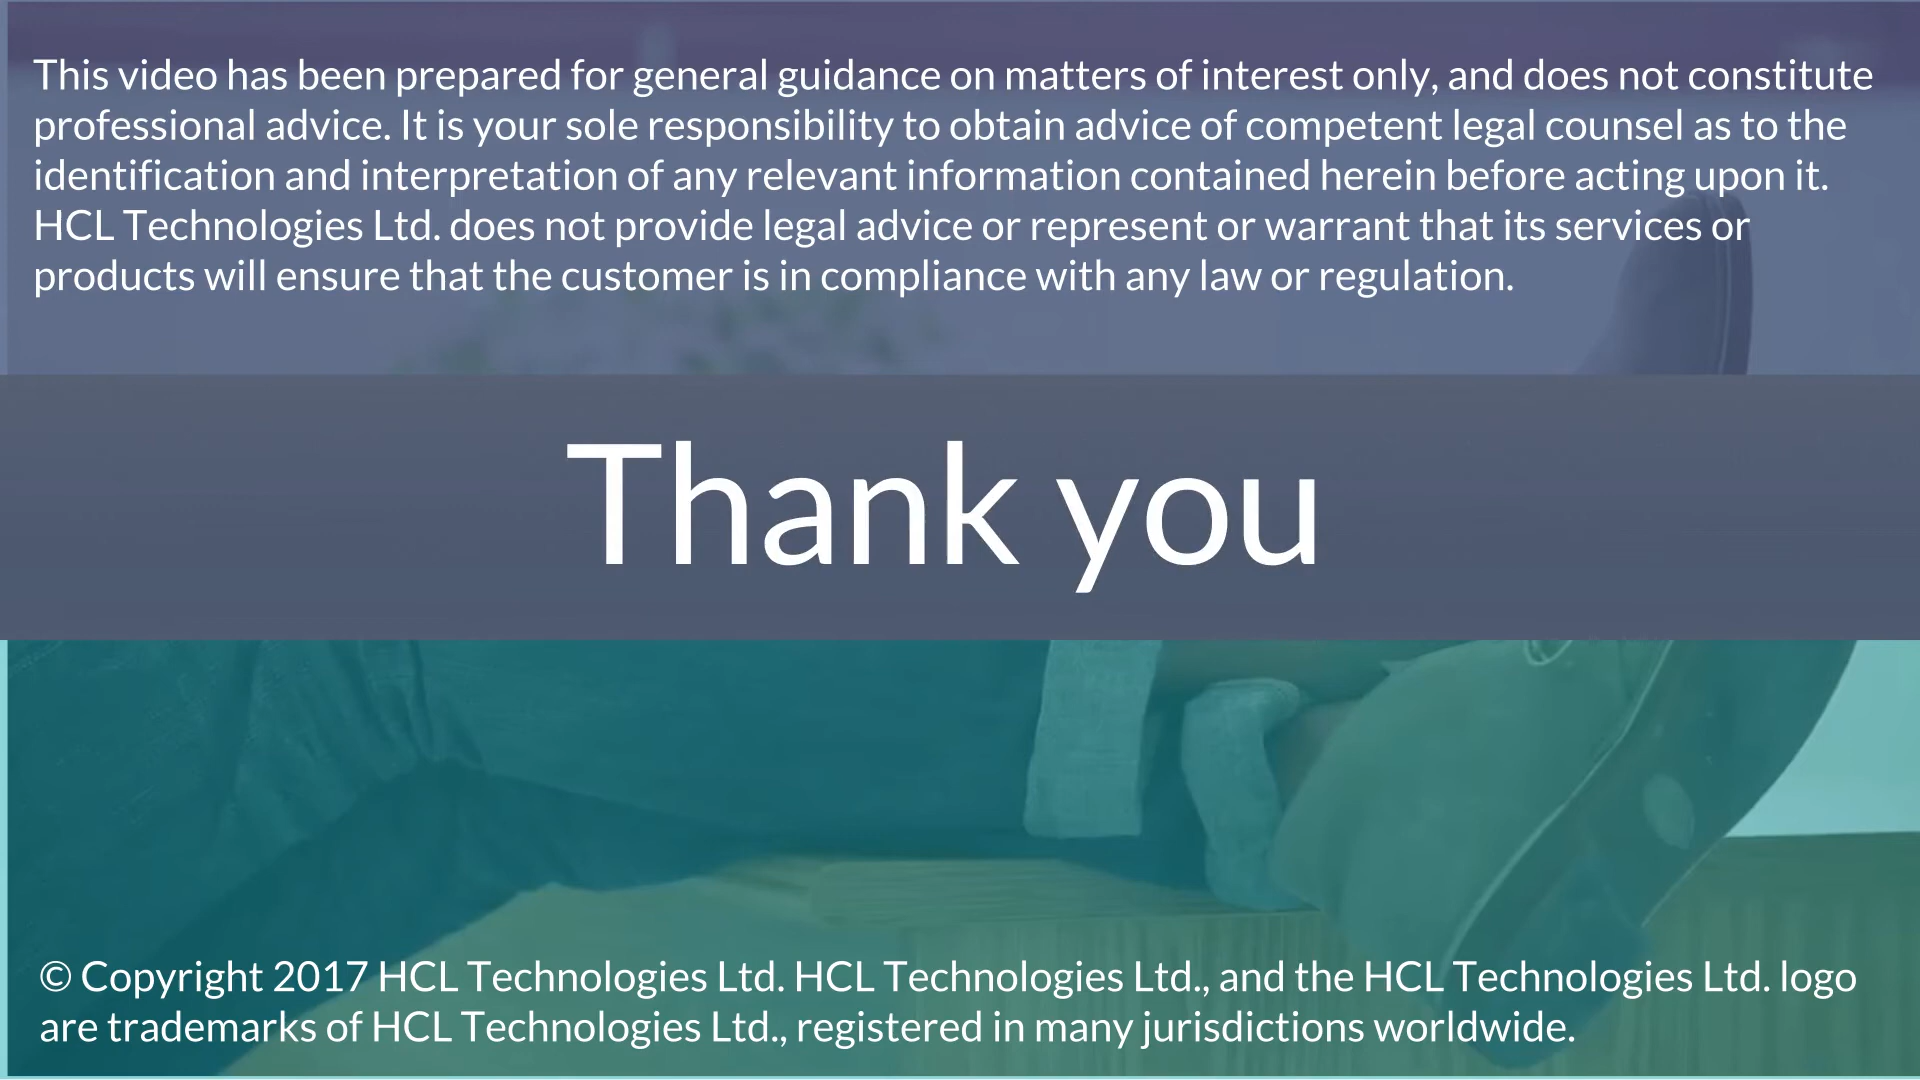 This video has been prepared for general guidance on matters of interest only, and does not constitute
professional advice. It is your sole responsibility to obtain advice of competent legal counsel as to the
identification and interpretation of any relevant information contained herein before acting upon it.
HCL Technologies Ltd. does not provide legal advice or represent or warrant that its services or
products will ensure that the customer is in compliance with any law or regulation.
Thank you
© Copyright 2017 HCL Technologies Ltd. HCL Technologies Ltd., and the HCL Technologies Ltd. logo
are trademarks of HCL Technologies Ltd., registered in many jurisdictions worldwide.